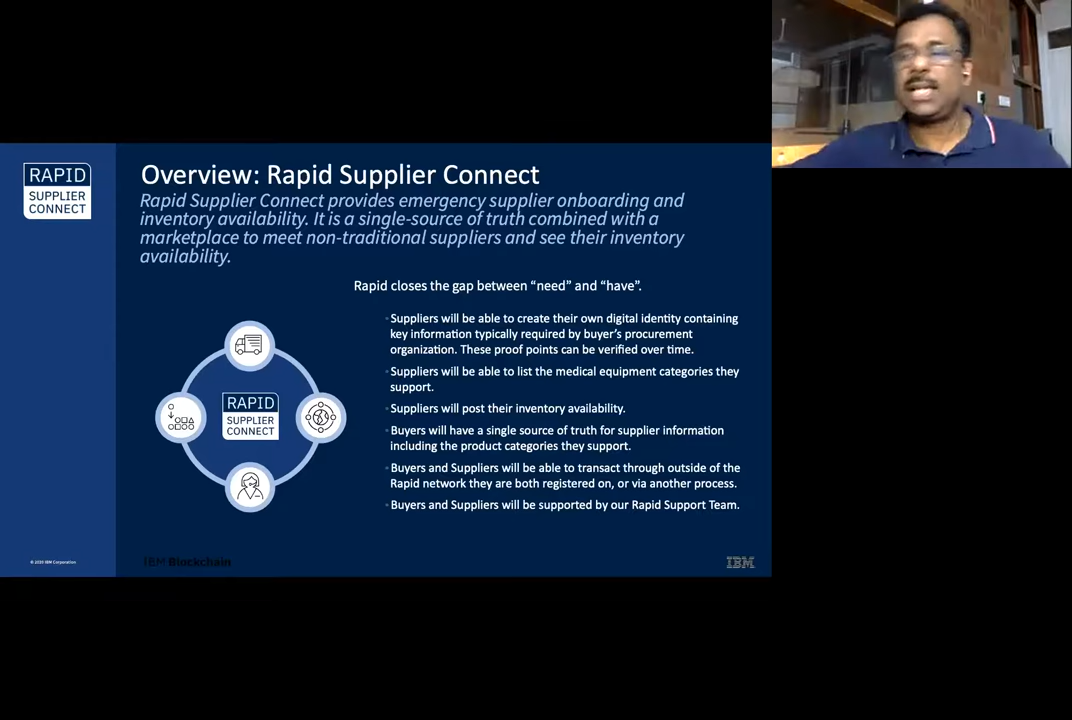 RAPID
SUPPLIER
CONNECT
Overview: Rapid Supplier Connect
Rapid Supplier Connect provides emergency supplier onboarding and
inventory availability. It is a single-source of truth combined with a
marketplace to meet non-traditional suppliers and see their inventory
availability.
Rapid closes the gap between “need” and “have”.
RAPID
SUPPLIER
CONNECT
Suppliers will be able to create their own digital identity containing
key information typically required by buyer’s procurement
organization. These proof points can be verified over time.
Suppliers will be able to list the medical equipment categories they
support.
Suppliers will post their inventory availability.
Buyers will have a single source of truth for supplier information
including the product categories they support.
Buyers and Suppliers will be able to transact through outside of the
Rapid network they are both registered on, or via another process.
Buyers and Suppliers will be supported by our Rapid Support Team.
© 2020 IBM Corporation
IBM Blockchain
IBM